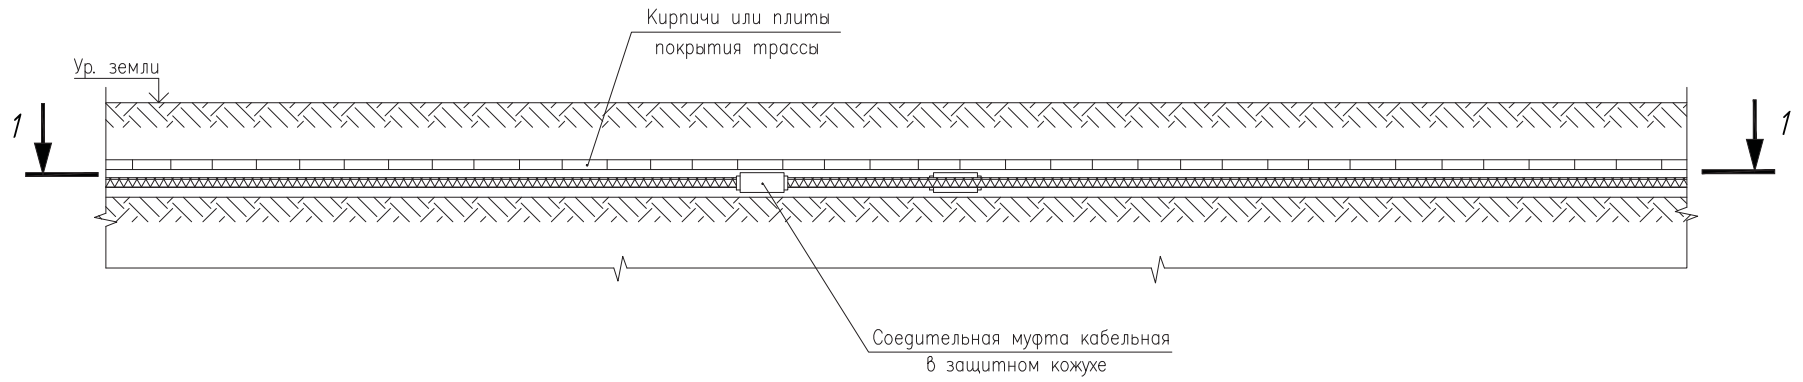 Кирпичи или плиты
покрытия трассы
Ур. земли
1
1
Соедительная муфта кабельная
в защитном кожухе